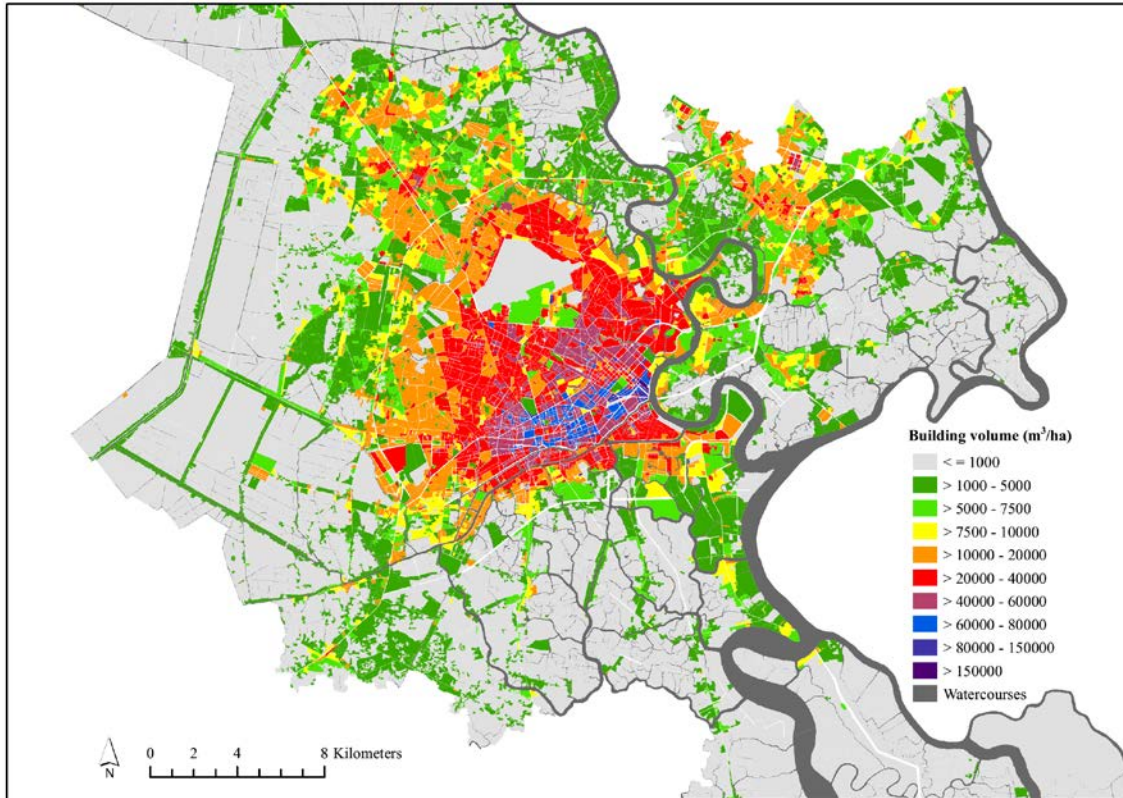 Building volume (m³/ha)
< = 1000
> 1000 - 5000
> 5000 - 7500
> 7500 - 10000
> 10000 - 20000
> 20000 - 40000
> 40000 - 60000
> 60000 - 80000
> 80000 - 150000
> 150000
Watercourses
N
0 2 4 8 Kilometers